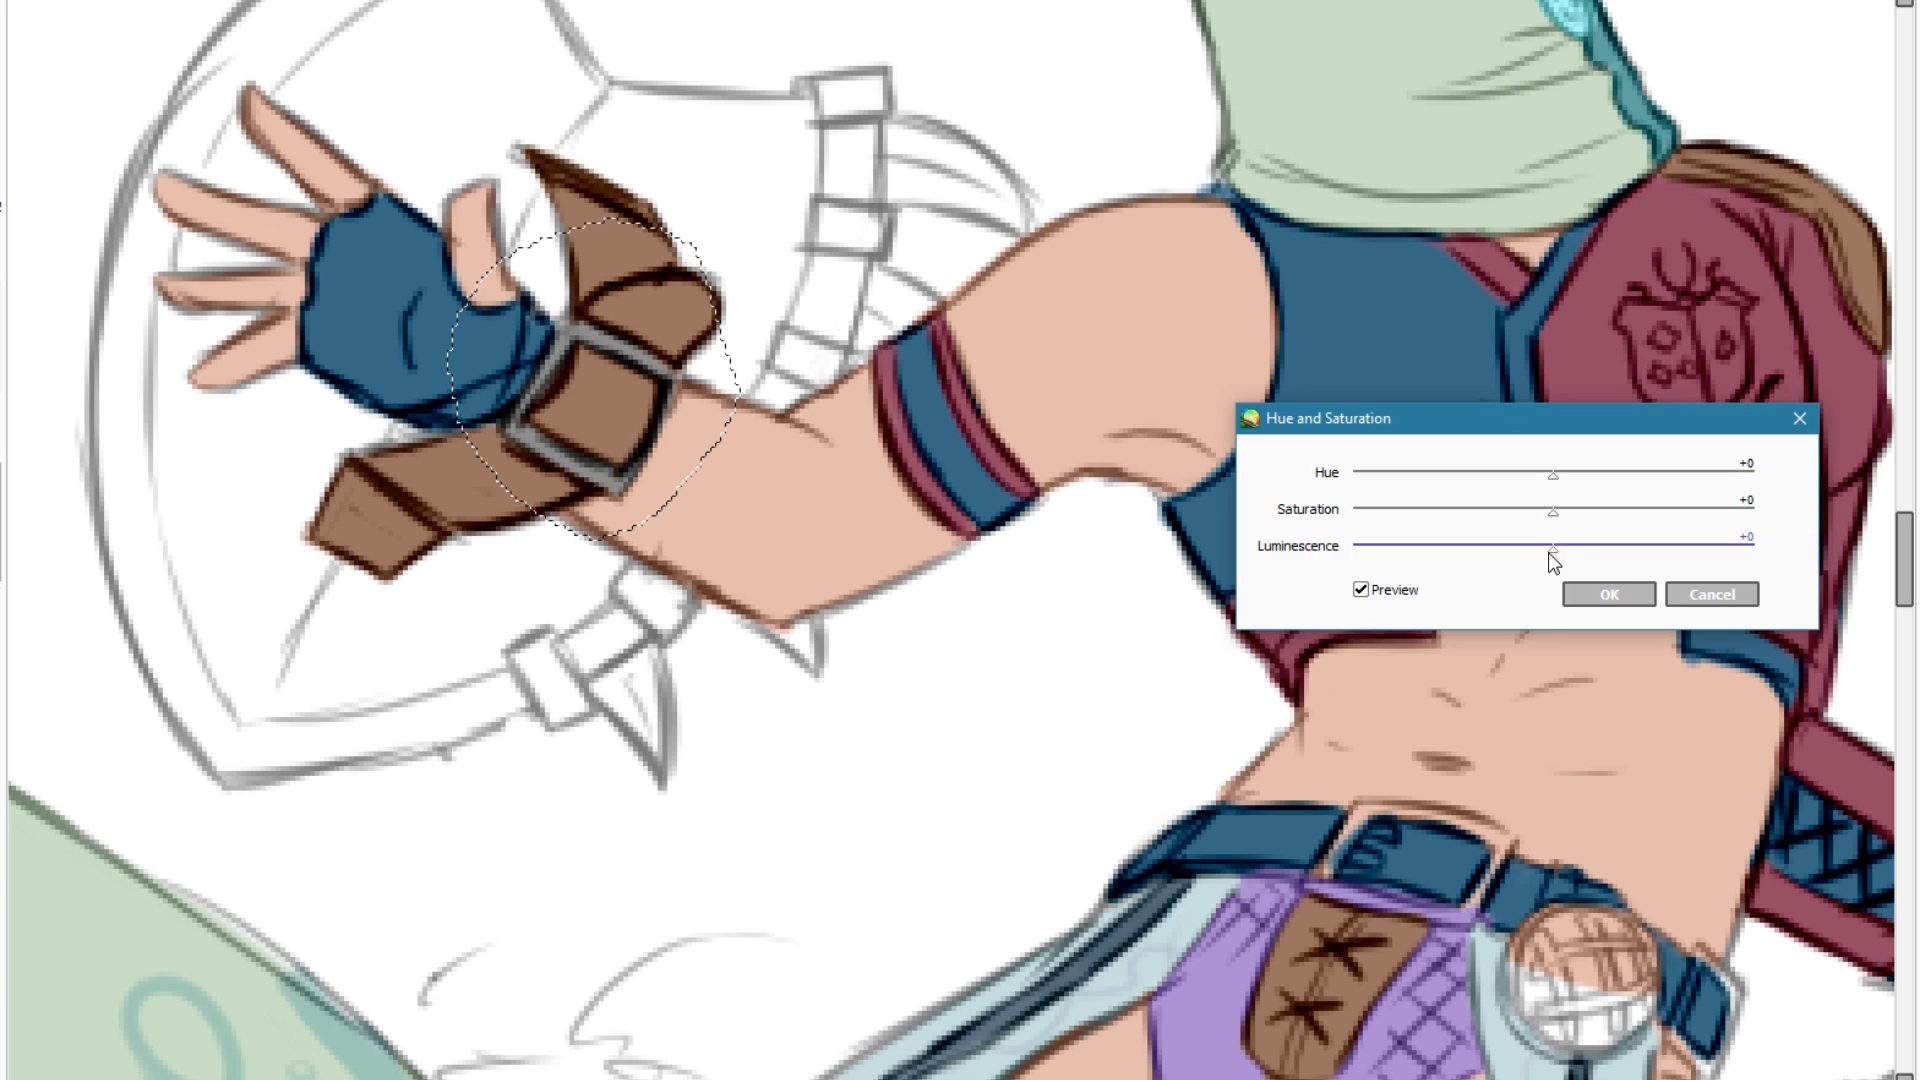 Hue and Saturation
Hue +0
Saturation +0
Luminescence +0
Preview OK Cancel